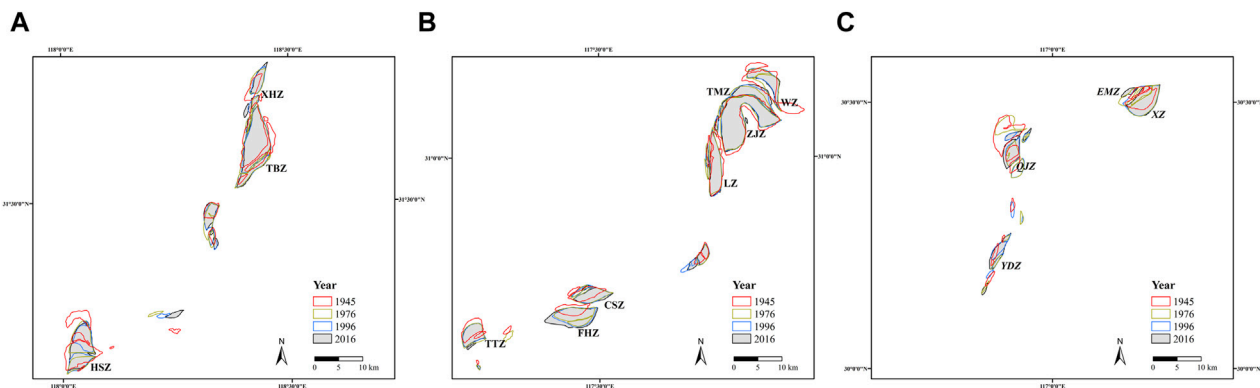 A
118°0'0"E 118°30'0"E
XHZ
TBZ
31°30'0"N 31°30'0"N
HSZ
Year
1945
1976
1996
2016
N
0 5 10 km
118°0'0"E 118°30'0"E
B
117°30'0"E
TMZ
WZ
ZJZ
31°0'0"N 31°0'0"N
LZ
CSZ
FHZ
TTZ
Year
1945
1976
1996
2016
N
0 5 10 km
117°30'0"E
C
117°0'0"E
EMZ
XZ
30°30'0"N 30°30'0"N
QJZ
YDZ
Year
1945
1976
1996
2016
N
0 5 10 km
30°0'0"N 30°0'0"N
117°0'0"E